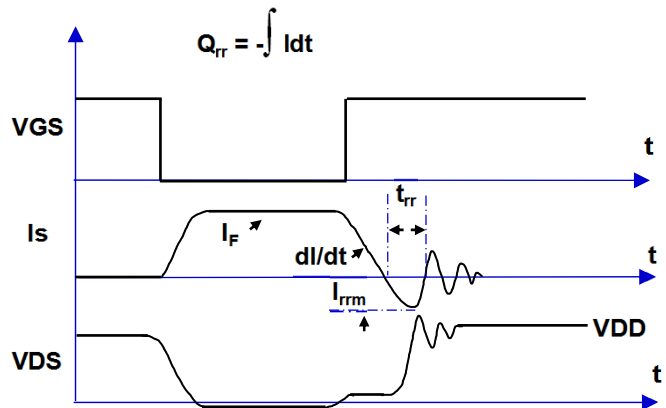 Qrr = -∫ Idt
VGS
t
trr
Is
IF
dI/dt
t
Irrm
VDD
VDS
t